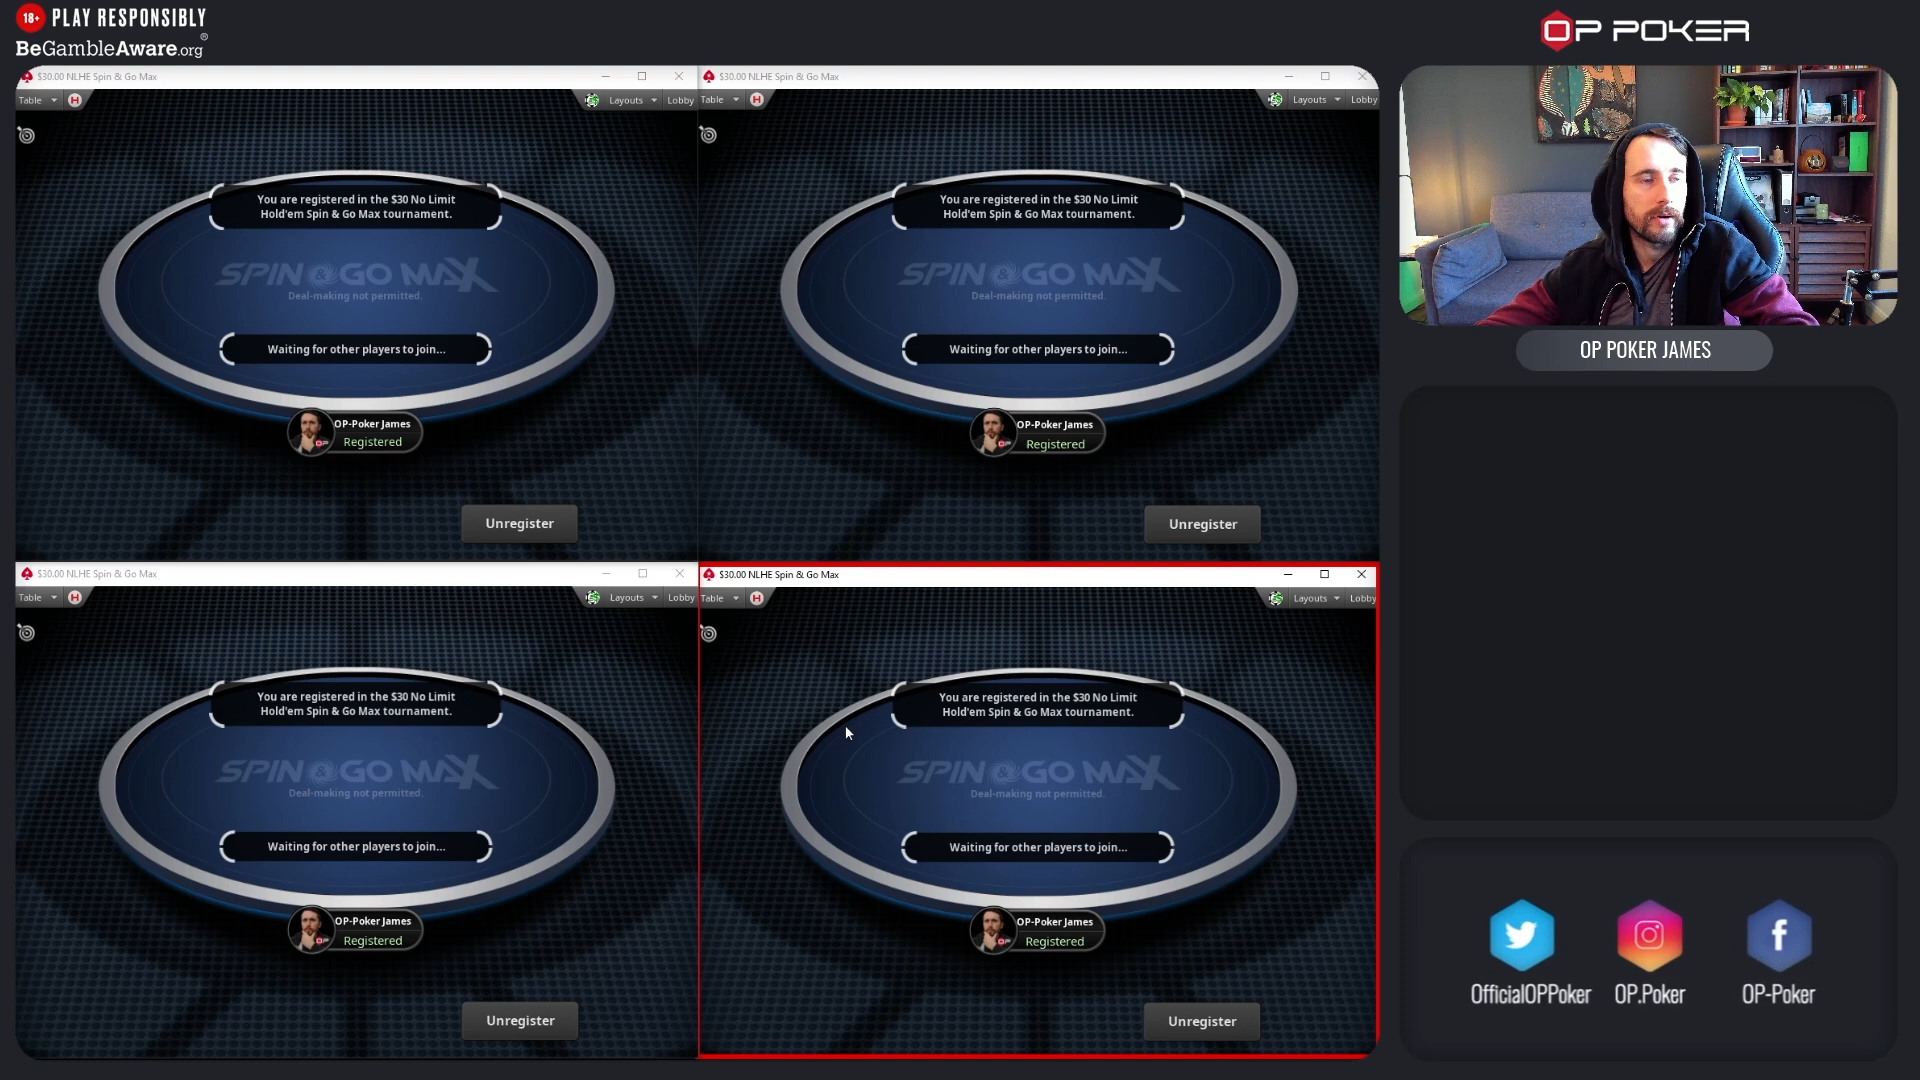 18+ PLAY RESPONSIBLY
BeGambleAware.org®
OP POKER
$30.00 NLHE Spin & Go Max
Table
H
Layouts
Lobby
You are registered in the $30 No Limit
Hold'em Spin & Go Max tournament.
SPIN & GO MAX
Deal-making not permitted.
Waiting for other players to join...
OP-Poker James
Registered
Unregister
$30.00 NLHE Spin & Go Max
Table
H
Layouts
Lobby
You are registered in the $30 No Limit
Hold'em Spin & Go Max tournament.
SPIN & GO MAX
Deal-making not permitted.
Waiting for other players to join...
OP-Poker James
Registered
Unregister
$30.00 NLHE Spin & Go Max
Table
H
Layouts
Lobby
You are registered in the $30 No Limit
Hold'em Spin & Go Max tournament.
SPIN & GO MAX
Deal-making not permitted.
Waiting for other players to join...
OP-Poker James
Registered
Unregister
$30.00 NLHE Spin & Go Max
Table
H
Layouts
Lobby
You are registered in the $30 No Limit
Hold'em Spin & Go Max tournament.
SPIN & GO MAX
Deal-making not permitted.
Waiting for other players to join...
OP-Poker James
Registered
Unregister
OP POKER JAMES
OfficialOPPoker
OP.Poker
OP-Poker